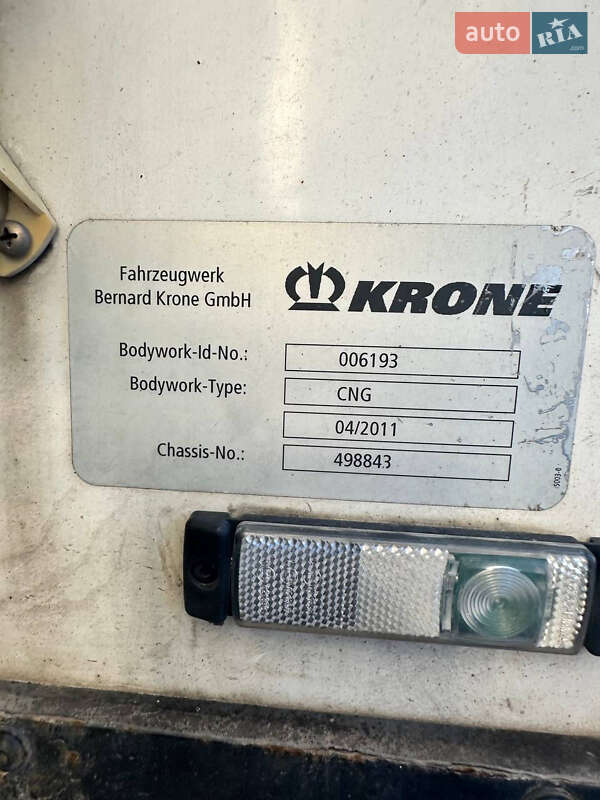 auto RIA .com
Fahrzeugwerk
Bernard Krone GmbH
KRONE
Bodywork-Id-No.: 006193
Bodywork-Type: CNG
04/2011
Chassis-No.: 498843